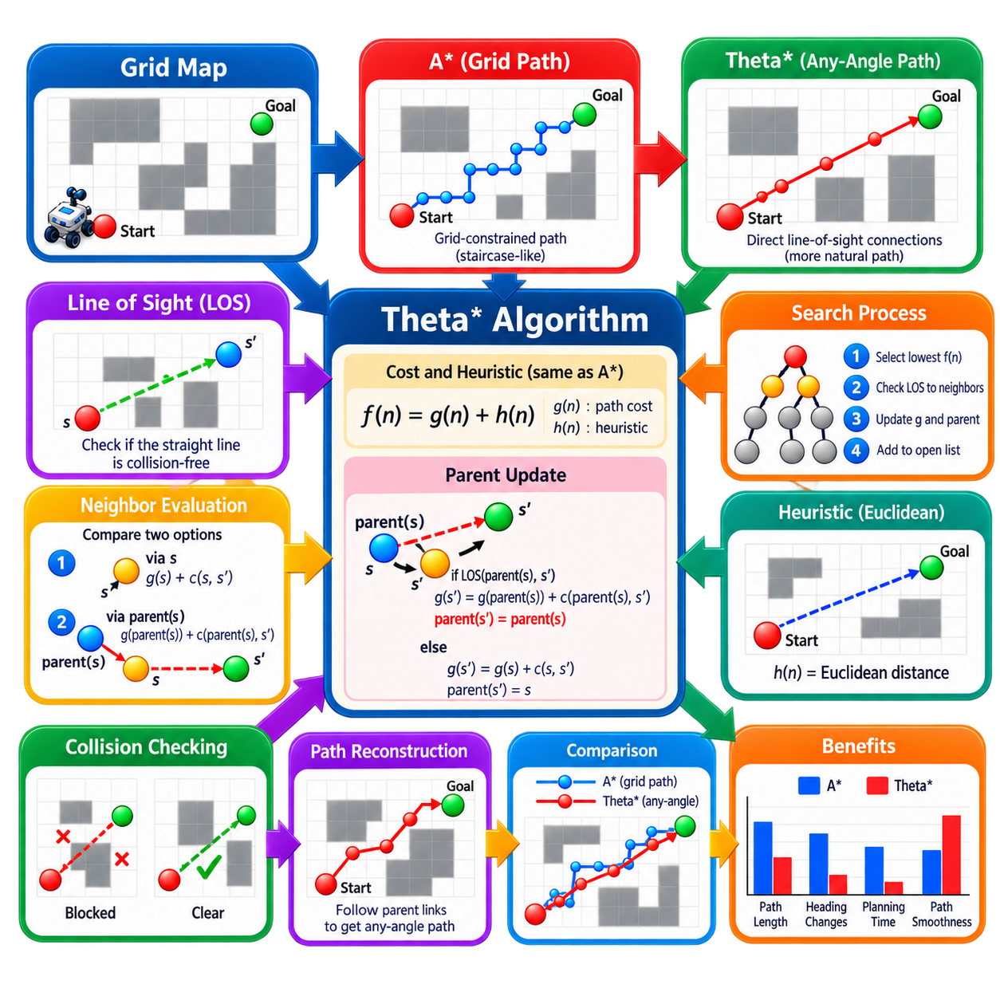 Grid Map
Goal
Start
A* (Grid Path)
Goal
Start
Grid-constrained path
(staircase-like)
Theta* (Any-Angle Path)
Goal
Start
Direct line-of-sight connections
(more natural path)
Line of Sight (LOS)
s'
s
Check if the straight line
is collision-free
Theta* Algorithm
Cost and Heuristic (same as A*)
f(n) = g(n) + h(n)
g(n) : path cost
h(n) : heuristic
Parent Update
parent(s)
s'
s
s'
if LOS(parent(s), s')
g(s') = g(parent(s)) + c(parent(s), s')
parent(s') = parent(s)
else
g(s') = g(s) + c(s, s')
parent(s') = s
Search Process
1 Select lowest f(n)
2 Check LOS to neighbors
3 Update g and parent
4 Add to open list
Neighbor Evaluation
Compare two options
1
via s
g(s) + c(s, s')
s
2
via parent(s)
g(parent(s)) + c(parent(s), s')
parent(s)
s
s'
Heuristic (Euclidean)
Goal
Start
h(n) = Euclidean distance
Collision Checking
Blocked
Clear
Path Reconstruction
Goal
Start
Follow parent links
to get any-angle path
Comparison
A* (grid path)
Theta* (any-angle)
Benefits
A*
Theta*
Path
Length
Heading
Changes
Planning
Time
Path
Smoothness